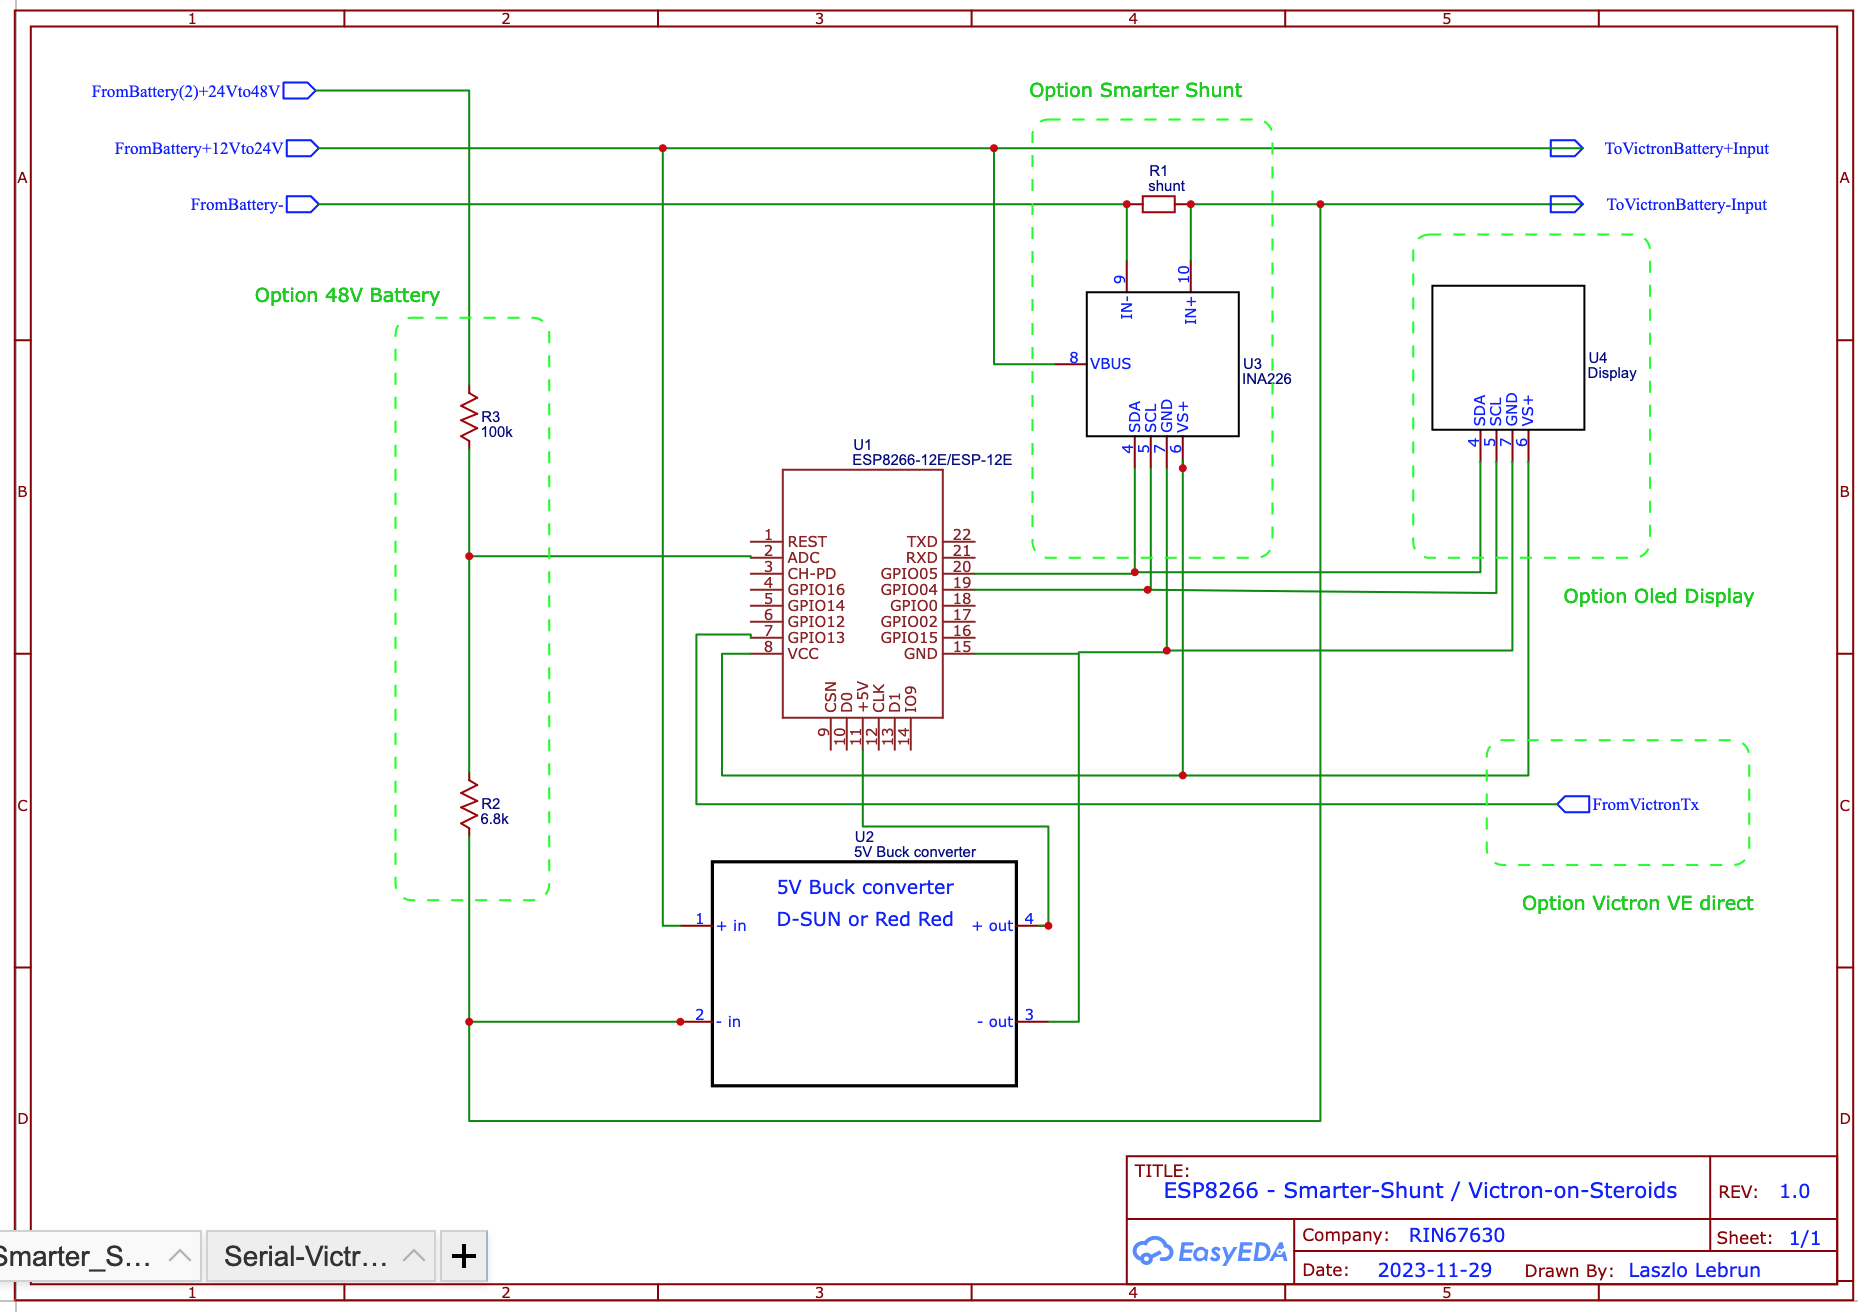 1 2 3 4 5
FromBattery(2)+24Vto48V
Option Smarter Shunt
FromBattery+12Vto24V
ToVictronBattery+Input
A
A
R1
shunt
FromBattery-
ToVictronBattery-Input
9
10
IN-
IN+
Option 48V Battery
8
VBUS
U3
INA226
U4
Display
SDA
SCL
GND
VS+
4
5
7
6
SDA
SCL
GND
VS+
4
5
7
6
R3
100k
U1
ESP8266-12E/ESP-12E
B
B
1 REST TXD 22
2 ADC RXD 21
3 CH-PD GPIO05 20
4 GPIO16 GPIO04 19
5 GPIO14 GPIO0 18
6 GPIO12 GPIO02 17
7 GPIO13 GPIO15 16
8 VCC GND 15
CSN
D0
+5V
CLK
D1
IO9
9
10
11
12
13
14
Option Oled Display
C
C
R2
6.8k
FromVictronTx
U2
5V Buck converter
5V Buck converter
D-SUN or Red Red
1 + in + out 4
Option Victron VE direct
2 - in - out 3
D
D
TITLE:
ESP8266 - Smarter-Shunt / Victron-on-Steroids
REV: 1.0
EasyEDA
Company: RIN67630
Sheet: 1/1
Date: 2023-11-29 Drawn By: Laszlo Lebrun
Smarter_S... Serial-Victr... +
1 2 3 4 5